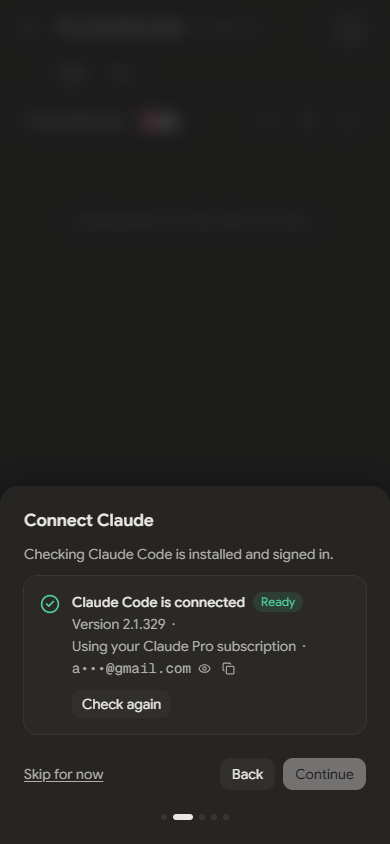 Connect Claude
Checking Claude Code is installed and signed in.
Claude Code is connected Ready
Version 2.1.329 ·
Using your Claude Pro subscription ·
a•••@gmail.com
Check again
Skip for now
Back
Continue